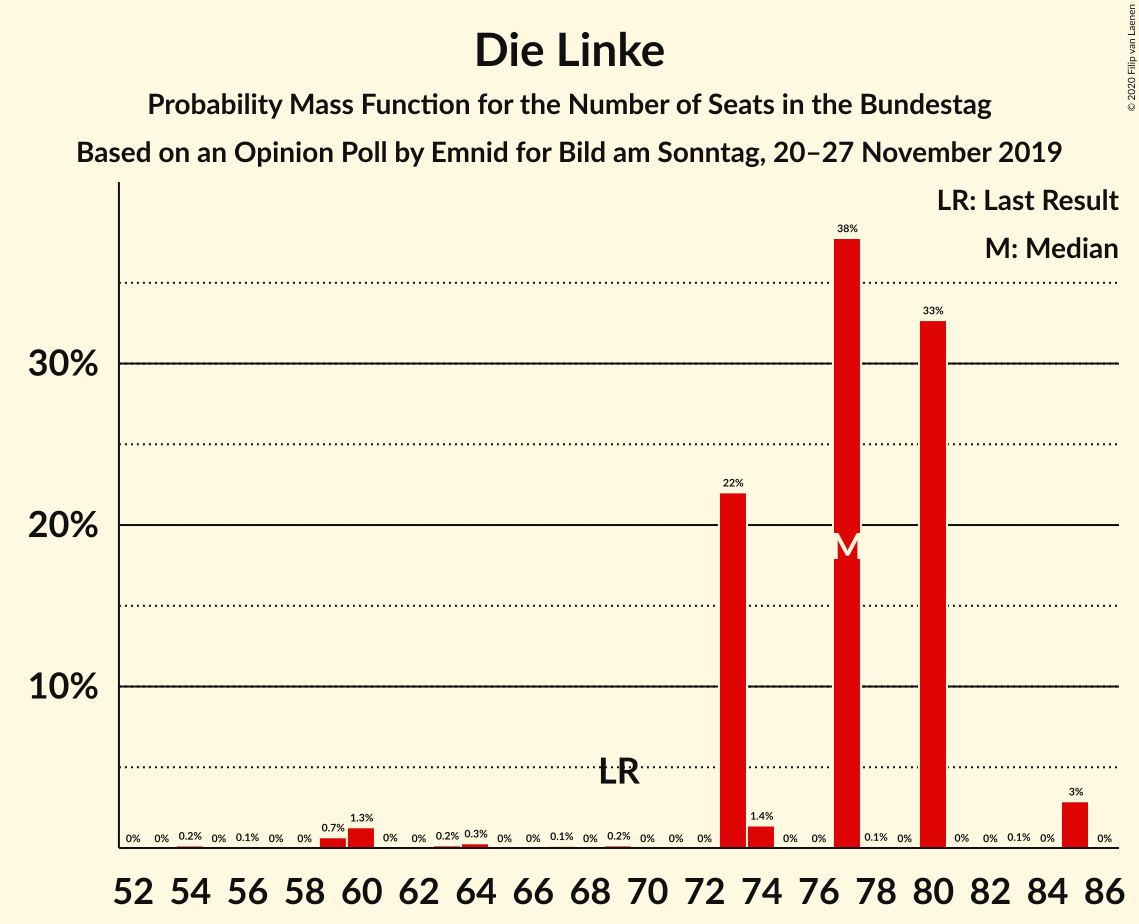 Die Linke
Probability Mass Function for the Number of Seats in the Bundestag
Based on an Opinion Poll by Emnid for Bild am Sonntag, 20–27 November 2019
© 2020 Filip van Laenen
LR: Last Result
M: Median
30%
20%
10%
0% 0% 0.2% 0% 0.1% 0% 0% 0.7% 1.3% 0% 0% 0.2% 0.3% 0% 0% 0.1% 0% 0.2% 0% 0% 0% 22% 1.4% 0% 0% 38% 0.1% 0% 33% 0% 0% 0.1% 0% 3% 0%
M
LR
52 54 56 58 60 62 64 66 68 70 72 74 76 78 80 82 84 86